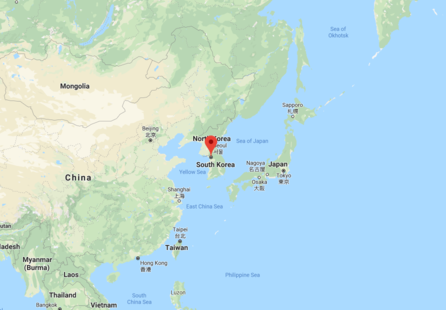 Sea of
Okhotsk
Mongolia
Sapporo
札幌
Beijing
北京
North Korea
Seoul
서울
Sea of Japan
South Korea
Nagoya
名古屋
Japan
Tokyo
東京
Osaka
大阪
Yellow Sea
China
Shanghai
上海
East China Sea
Taipei
台北
Taiwan
Hong Kong
香港
Myanmar
(Burma)
Laos
Philippine Sea
South
China Sea
Luzon
Thailand
Bangkok
Vietnam